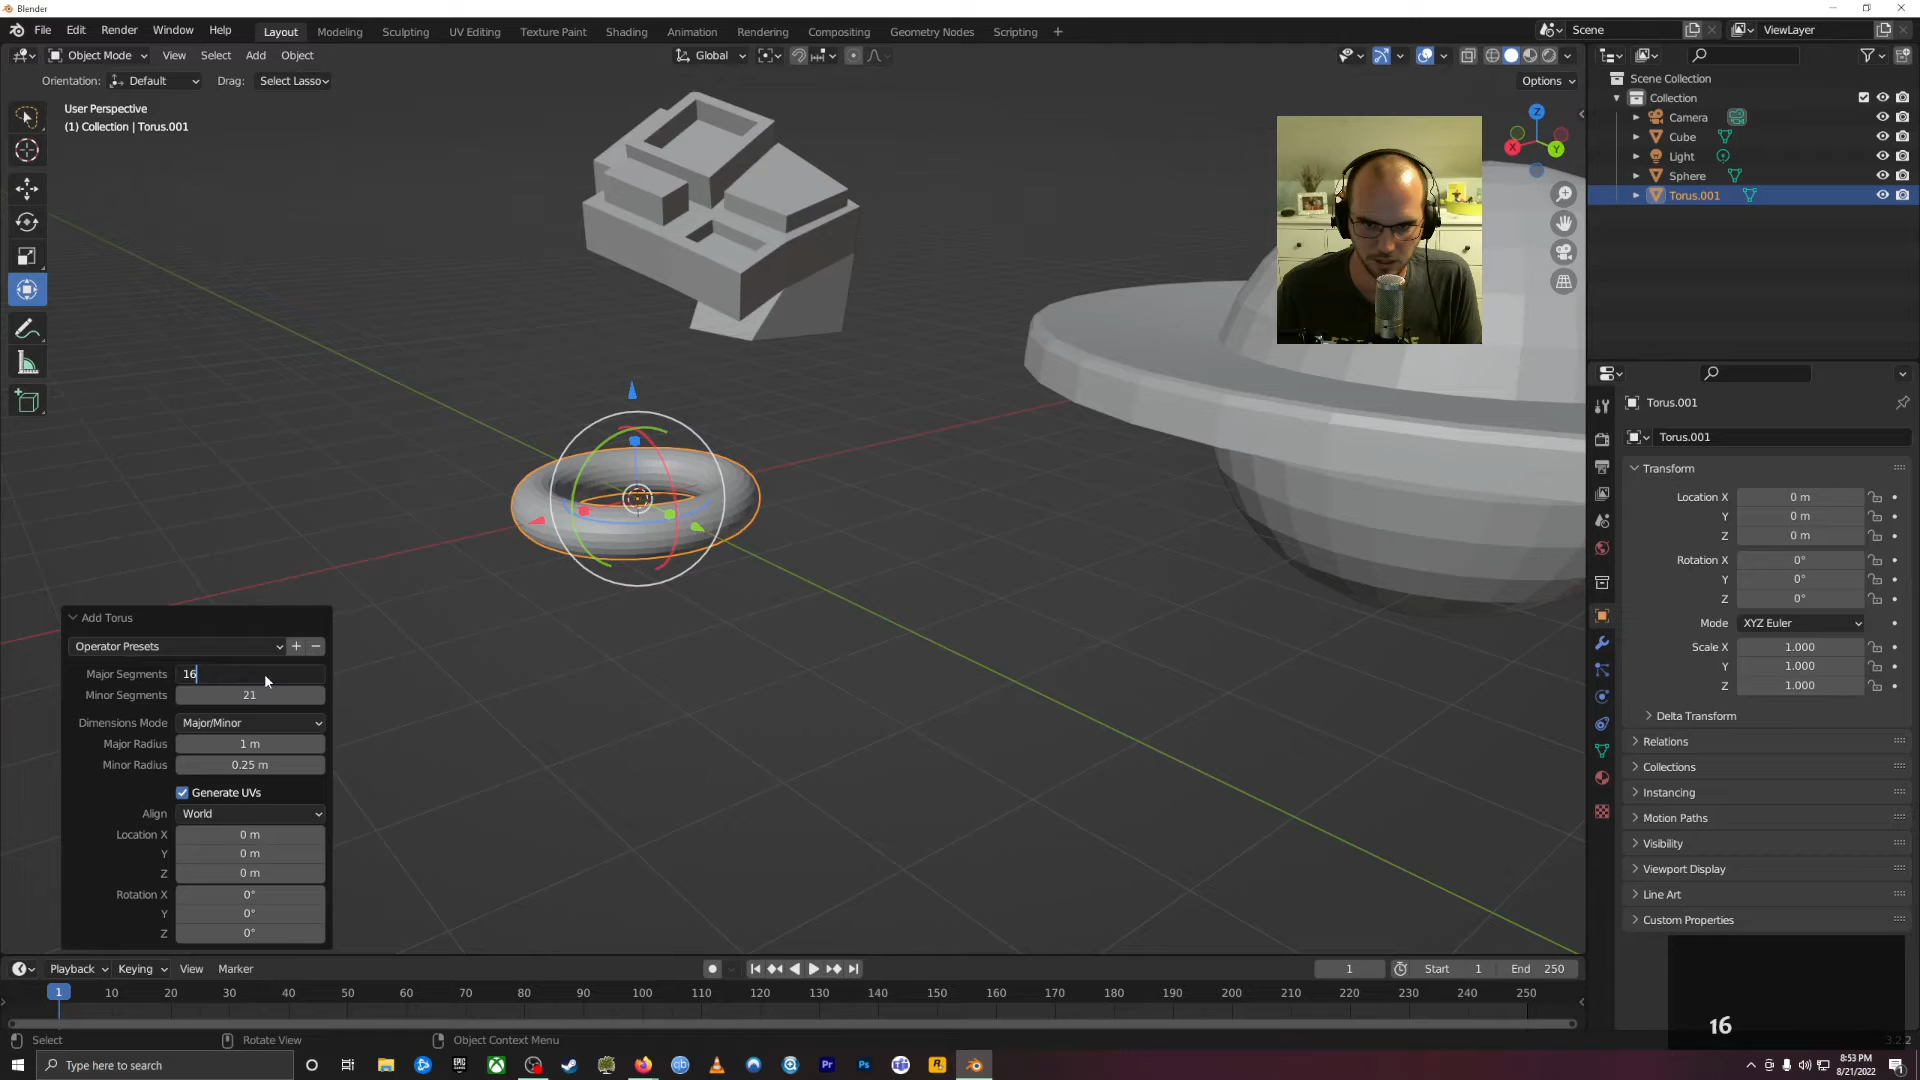 Blender
File Edit Render Window Help Layout Modeling Sculpting UV Editing Texture Paint Shading Animation Rendering Compositing Geometry Nodes Scripting + Scene ViewLayer
Object Mode View Select Add Object Global
Orientation: Default Drag: Select Lasso Options
User Perspective
(1) Collection | Torus.001
Z
X
Y
Scene Collection
Collection
Camera
Cube
Light
Sphere
Torus.001
Torus.001
Torus.001
Transform
Location X 0 m
Y 0 m
Z 0 m
Rotation X 0°
Y 0°
Z 0°
Mode XYZ Euler
Scale X 1.000
Y 1.000
Z 1.000
Delta Transform
Relations
Collections
Instancing
Motion Paths
Visibility
Viewport Display
Line Art
Custom Properties
Add Torus
Operator Presets
Major Segments 16
Minor Segments 21
Dimensions Mode Major/Minor
Major Radius 1 m
Minor Radius 0.25 m
Generate UVs
Align World
Location X 0 m
Y 0 m
Z 0 m
Rotation X 0°
Y 0°
Z 0°
Playback Keying View Marker 1 Start 1 End 250
1 10 20 30 40 50 60 70 80 90 100 110 120 130 140 150 160 170 180 190 200 210 220 230 240 250
16
Select Rotate View Object Context Menu 3.2.2
Type here to search
EPIC
qb
Pr
Ps
R
8:53 PM
8/21/2022
1